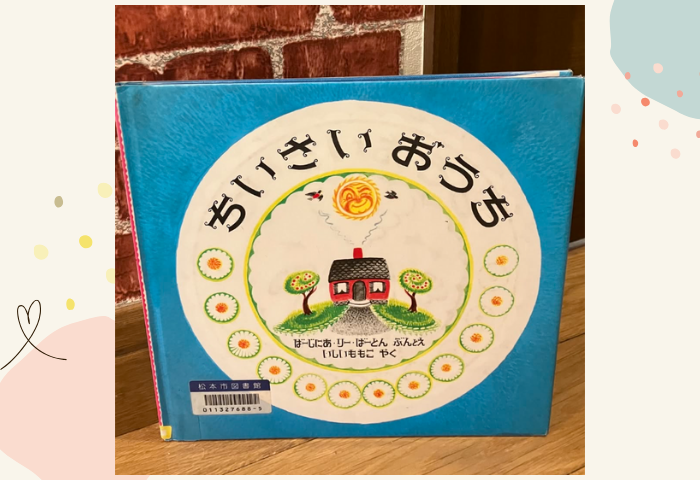 ちいさい おうち
ばーじにあ・りー・ばーとん ぶんとえ
いしいももこ やく
松本市図書館
011327688-5